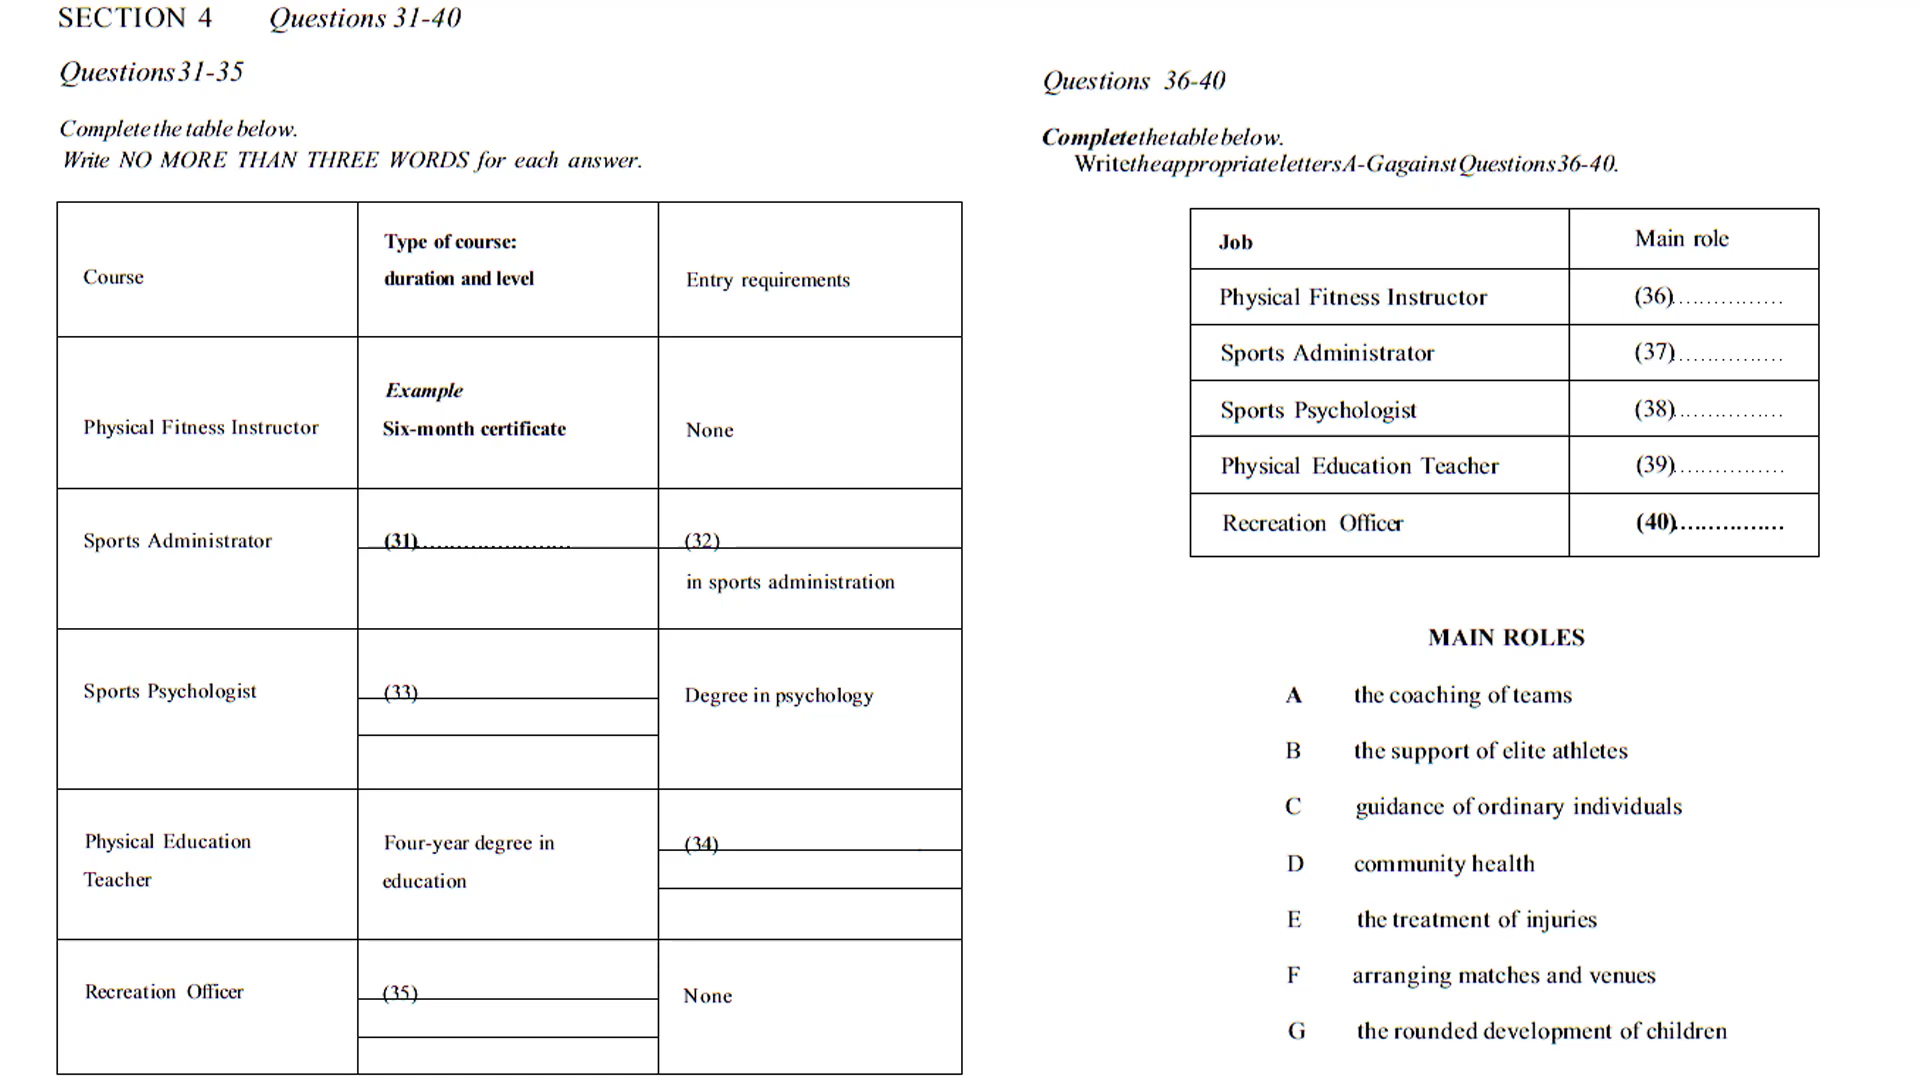 SECTION 4 Questions 31-40
Questions 31-35
Complete the table below.
Write NO MORE THAN THREE WORDS for each answer.
Course
Type of course:
duration and level
Entry requirements
Physical Fitness Instructor
Example
Six-month certificate
None
Sports Administrator
(31)......................
(32)
in sports administration
Sports Psychologist
(33)
Degree in psychology
Physical Education
Teacher
Four-year degree in
education
(34)
Recreation Officer
(35)
None
Questions 36-40
Complete the table below.
Write the appropriate letters A-G against Questions 36-40.
Job Main role
Physical Fitness Instructor (36)...............
Sports Administrator (37)...............
Sports Psychologist (38)...............
Physical Education Teacher (39)...............
Recreation Officer (40)...............
MAIN ROLES
A the coaching of teams
B the support of elite athletes
C guidance of ordinary individuals
D community health
E the treatment of injuries
F arranging matches and venues
G the rounded development of children